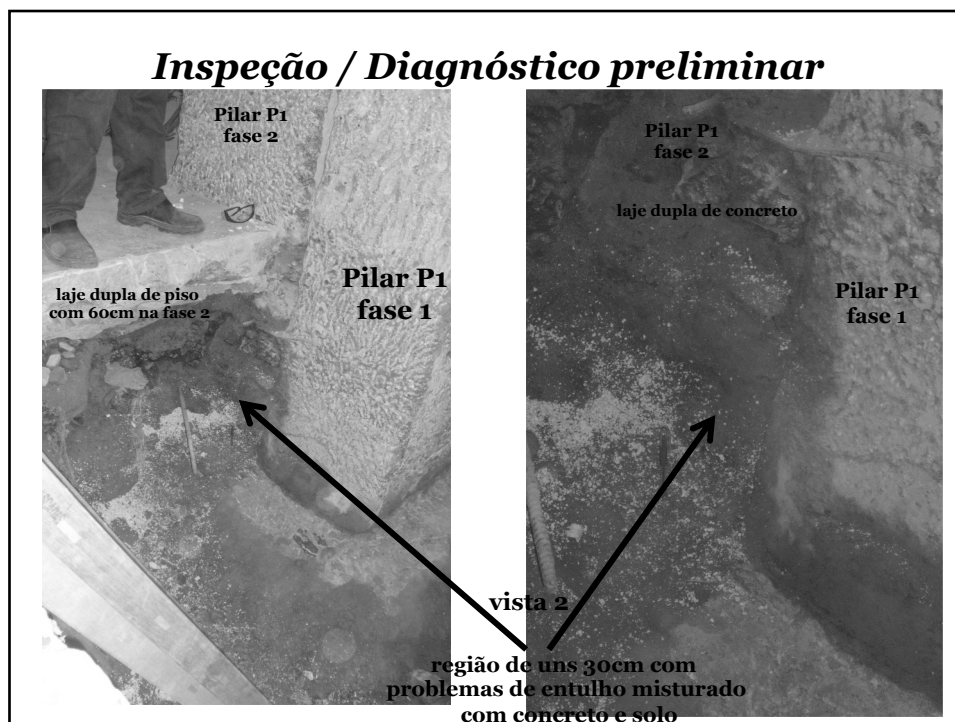 Inspeção / Diagnóstico preliminar
Pilar P1
fase 2
Pilar P1
fase 1
laje dupla de piso
com 60cm na fase 2
Pilar P1
fase 2
laje dupla de concreto
Pilar P1
fase 1
vista 2
região de uns 30cm com
problemas de entulho misturado
com concreto e solo